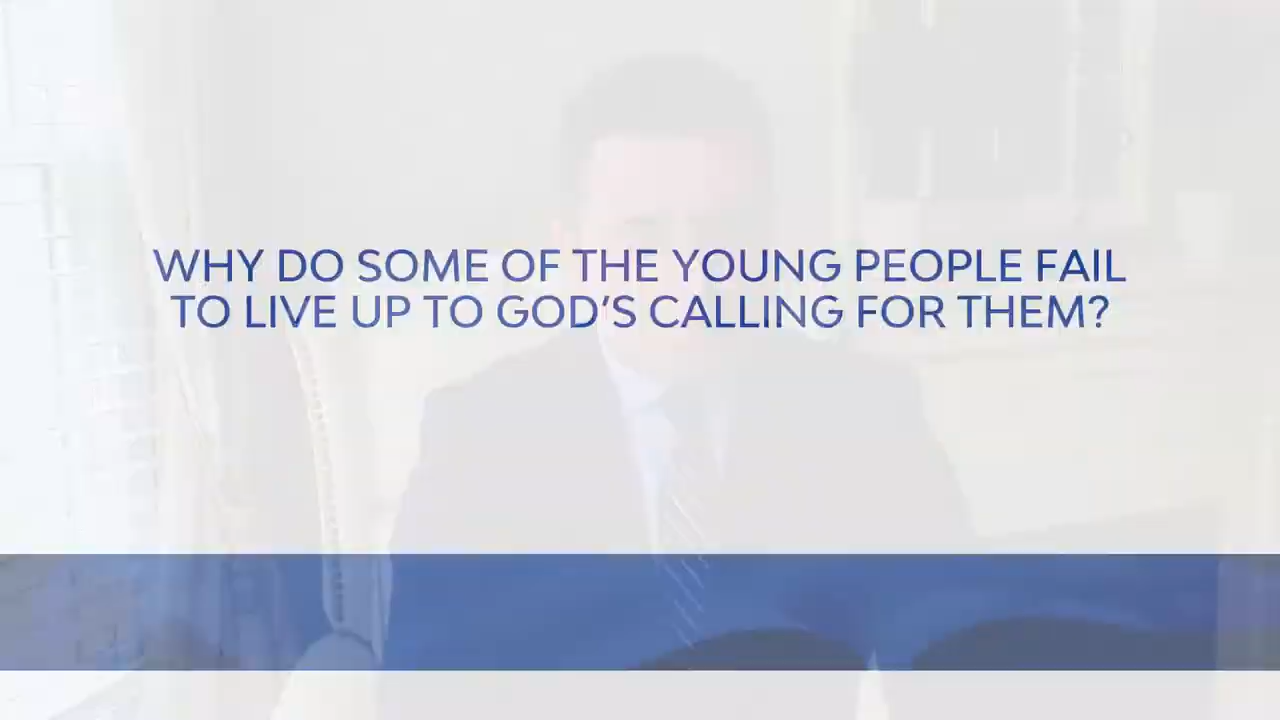 WHY DO SOME OF THE YOUNG PEOPLE FAIL
TO LIVE UP TO GOD'S CALLING FOR THEM?